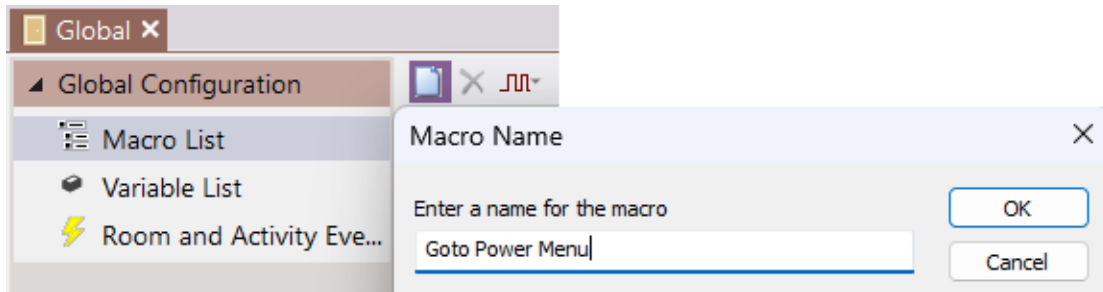 Global
Global Configuration
Macro List
Variable List
Room and Activity Eve...
Macro Name
Enter a name for the macro
Goto Power Menu
OK
Cancel